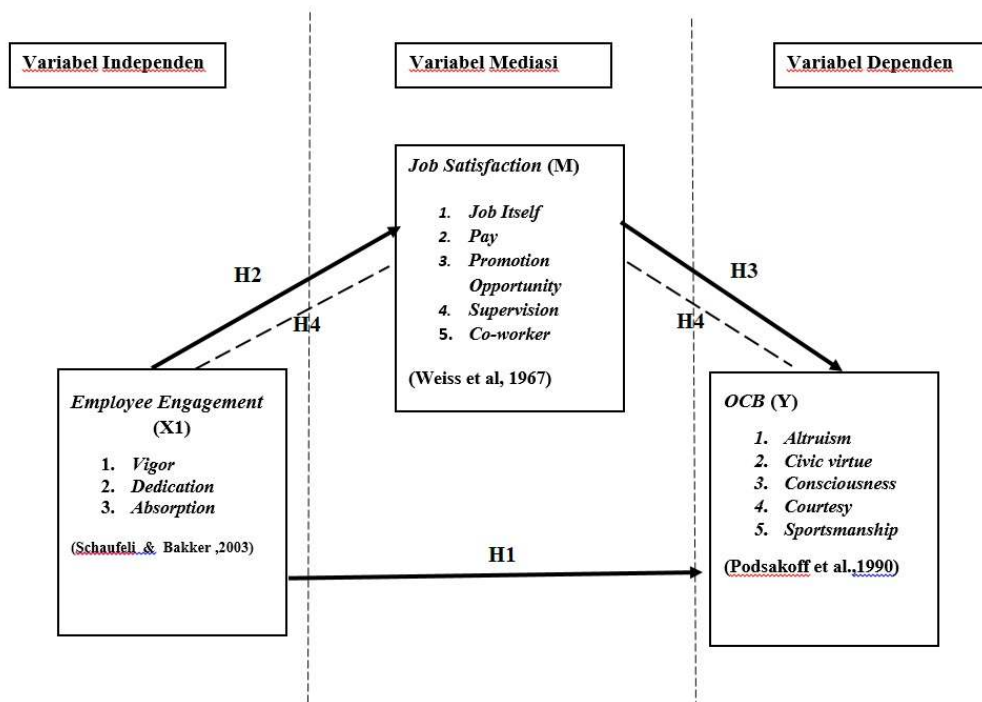 Variabel Independen
Variabel Mediasi
Variabel Dependen
Job Satisfaction (M)
1. Job Itself
2. Pay
3. Promotion
Opportunity
4. Supervision
5. Co-worker
(Weiss et al, 1967)
H2
H4
H3
H4
Employee Engagement
(X1)
1. Vigor
2. Dedication
3. Absorption
(Schaufeli & Bakker ,2003)
H1
OCB (Y)
1. Altruism
2. Civic virtue
3. Consciousness
4. Courtesy
5. Sportsmanship
(Podsakoff et al.,1990)